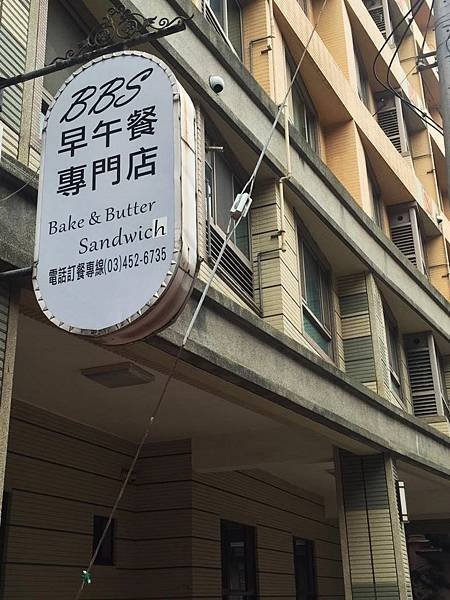 BBS
早午餐
專門店
Bake & Butter
Sandwich
電話訂餐專線(03)452-6735